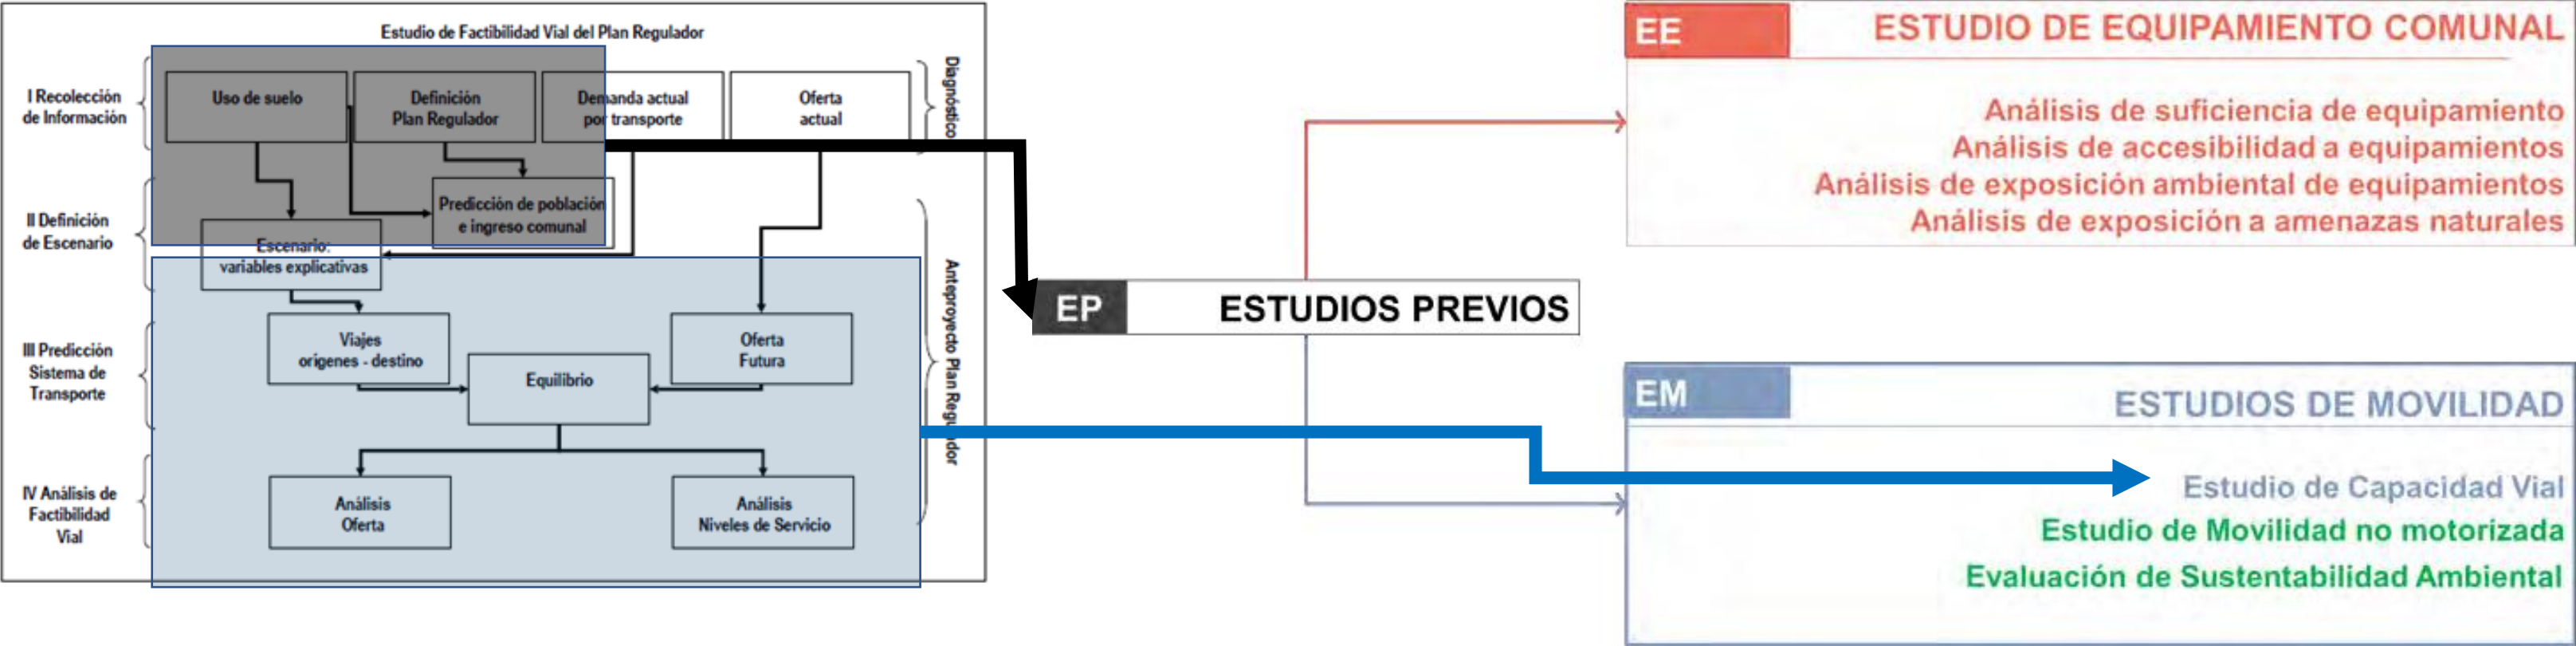 Estudio de Factibilidad Vial del Plan Regulador
I Recolección
de Información
Uso de suelo
Definición
Plan Regulador
Demanda actual
por transporte
Oferta
actual
Diagnóstico
II Definición
de Escenario
Predicción de población
e ingreso comunal
Escenario:
variables explicativas
Anteproyecto Plan Regulador
III Predicción
Sistema de
Transporte
Viajes
origenes - destino
Equilibrio
Oferta
Futura
IV Análisis de
Factibilidad
Vial
Análisis
Oferta
Análisis
Niveles de Servicio
EP
ESTUDIOS PREVIOS
EE
ESTUDIO DE EQUIPAMIENTO COMUNAL
Análisis de suficiencia de equipamiento
Análisis de accesibilidad a equipamientos
Análisis de exposición ambiental de equipamientos
Análisis de exposición a amenazas naturales
EM
ESTUDIOS DE MOVILIDAD
Estudio de Capacidad Vial
Estudio de Movilidad no motorizada
Evaluación de Sustentabilidad Ambiental